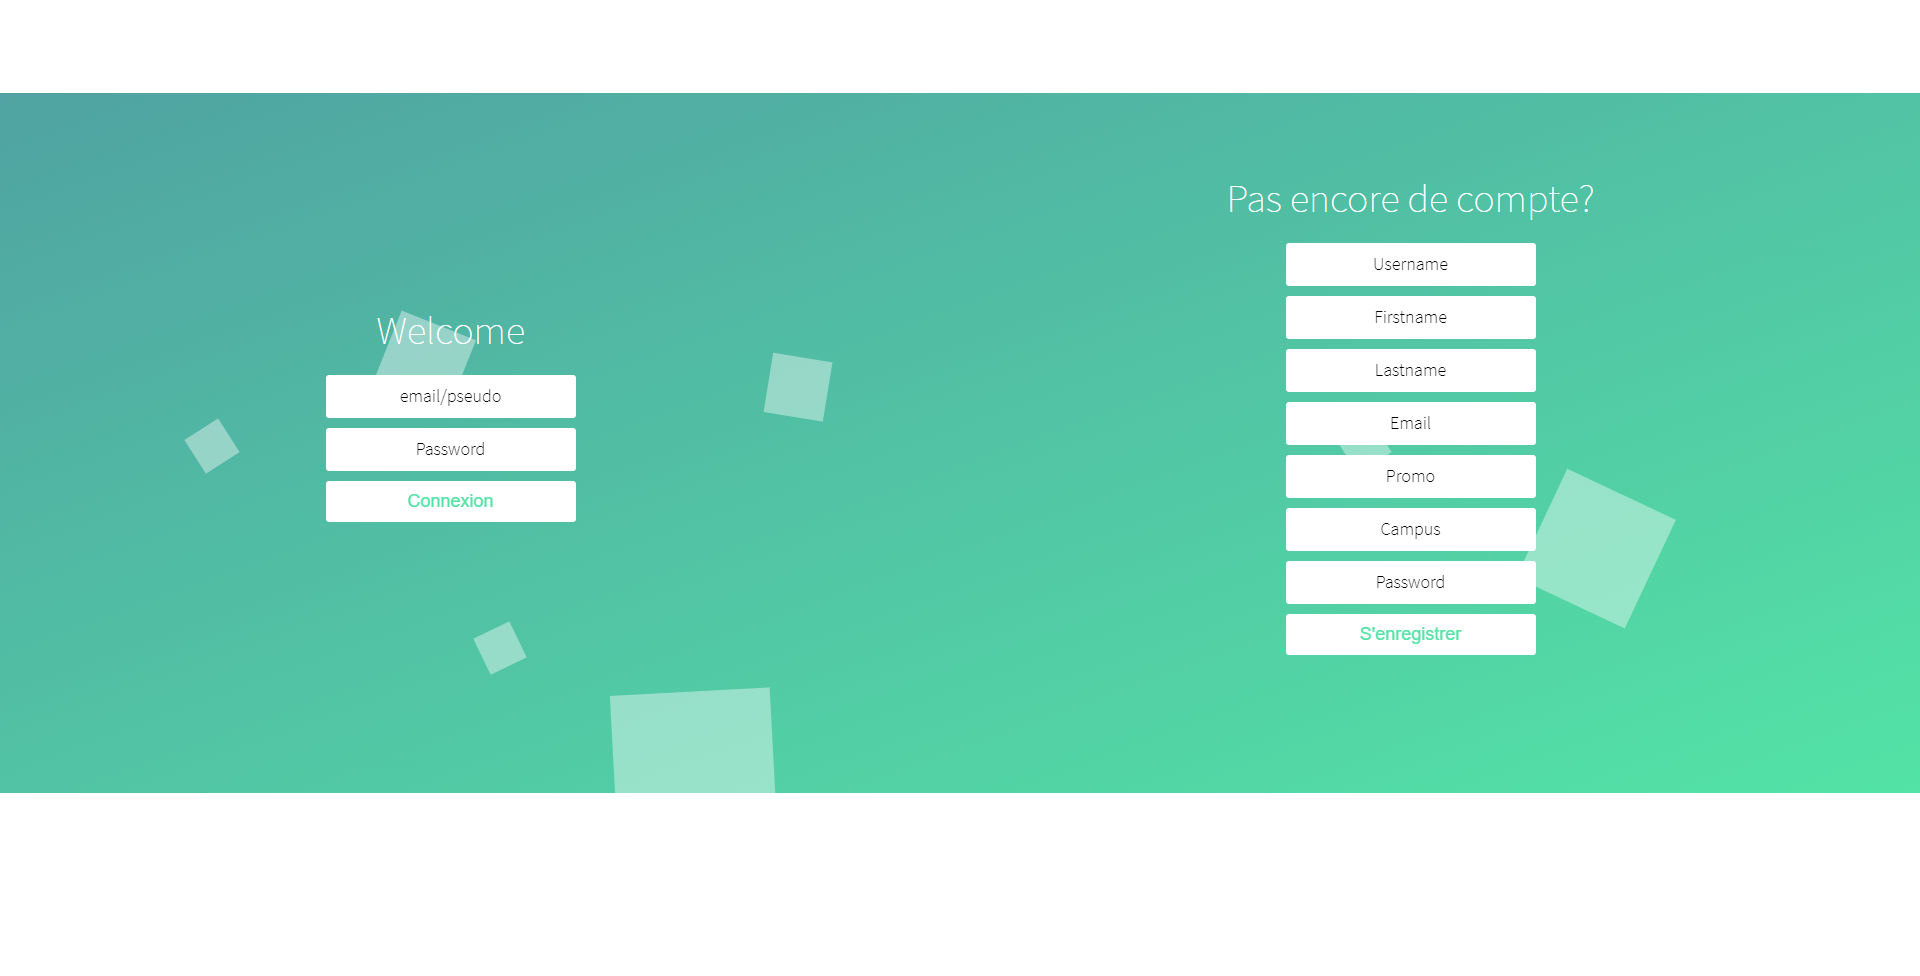 Welcome
email/pseudo
Password
Connexion
Pas encore de compte?
Username
Firstname
Lastname
Email
Promo
Campus
Password
S'enregistrer